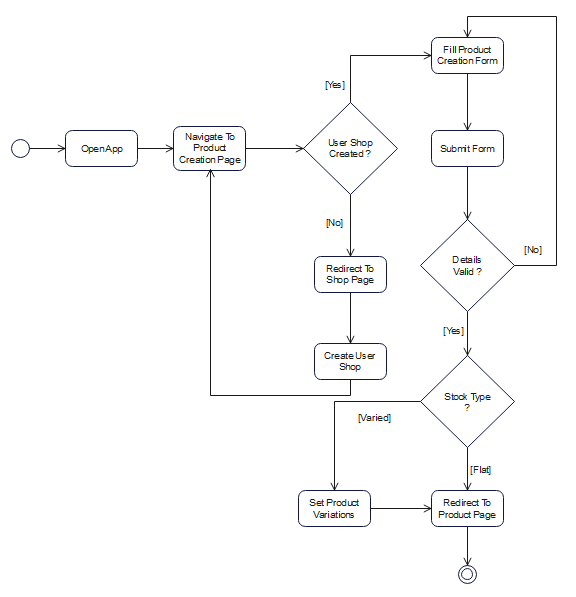 Fill Product
Creation Form
[Yes]
Open App
Navigate To
Product
Creation Page
User Shop
Created ?
Submit Form
[No]
Redirect To
Shop Page
Details
Valid ?
[No]
Create User
Shop
[Yes]
Stock Type
?
[Varied]
[Flat]
Set Product
Variations
Redirect To
Product Page